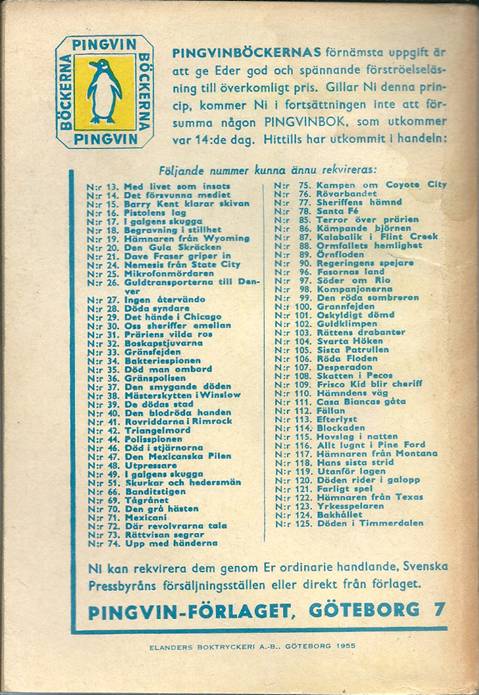 PINGVIN
BÖCKERNA
BÖCKERNA
PINGVIN
PINGVINBÖCKERNAS förnämsta uppgift är
att ge Eder god och spännande förströelseläs-
ning till överkomligt pris. Gillar Ni denna prin-
cip, kommer Ni i fortsättningen inte att för-
summa någon PINGVINBOK, som utkommer
var 14:de dag. Hittills har utkommit i handeln:
Följande nummer kunna ännu rekvireras:
N:r 13. Med livet som insats
N:r 14. Det försvunna mediet
N:r 15. Barry Kent klarar skivan
N:r 16. Pistolens lag
N:r 17. I galgens skugga
N:r 18. Begravning i stillhet
N:r 19. Hämnaren från Wyoming
N:r 20. Den Gula Skräcken
N:r 21. Dave Fraser griper in
N:r 24. Nemesis från State City
N:r 25. Mikrofonmördaren
N:r 26. Guldtransporterna till Den-
ver
N:r 27. Ingen återvändo
N:r 28. Döda syndare
N:r 29. Det hände i Chicago
N:r 30. Oss sheriffer emellan
N:r 31. Präriens vilda ros
N:r 32. Boskapstjuvarna
N:r 33. Gränsfejden
N:r 34. Bakteriespionen
N:r 35. Död man ombord
N:r 36. Gränspolisen
N:r 37. Den smygande döden
N:r 38. Mästerskytten i Winslow
N:r 39. De dödas stad
N:r 40. Den blodröda handen
N:r 41. Rovriddarna i Rimrock
N:r 42. Triangelmord
N:r 44. Polisspionen
N:r 46. Död i stjärnorna
N:r 47. Den Mexicanska Pilen
N:r 48. Utpressare
N:r 49. I galgens skugga
N:r 51. Skurkar och hedersmän
N:r 66. Banditstigen
N:r 69. Tågrånet
N:r 70. Den grå hästen
N:r 71. Mexicani
N:r 72. Där revolvrarna tala
N:r 73. Rättvisan segrar
N:r 74. Upp med händerna
N:r 75. Kampen om Coyote City
N:r 76. Rövarbandet
N:r 77. Sheriffens hämnd
N:r 78. Santa Fé
N:r 85. Terror över prärien
N:r 86. Kämpande björnen
N:r 87. Kalabalik i Flint Creek
N:r 88. Ormfallets hemlighet
N:r 89. Örnfloden
N:r 90. Regeringens spejare
N:r 96. Fasornas land
N:r 97. Söder om Rio
N:r 98. Kompanjonerna
N:r 99. Den röda sombreron
N:r 100. Grannfejden
N:r 101. Oskyldigt dömd
N:r 102. Guldklimpen
N:r 103. Rättens drabanter
N:r 104. Svarta Höken
N:r 105. Sista Patrullen
N:r 106. Röda Floden
N:r 107. Desperadon
N:r 108. Skatten i Pecos
N:r 109. Frisco Kid blir sheriff
N:r 110. Hämndens väg
N:r 111. Casa Biancas gåta
N:r 112. Fällan
N:r 113. Efterlyst
N:r 114. Blockaden
N:r 115. Hovslag i natten
N:r 116. Allt lugnt i Pine Ford
N:r 117. Hämnaren från Montana
N:r 118. Hans sista strid
N:r 119. Utanför lagen
N:r 120. Döden rider i galopp
N:r 121. Farligt spel
N:r 122. Hämnaren från Texas
N:r 123. Yrkesspelaren
N:r 124. Bakhållet
N:r 125. Döden i Timmerdalen
Ni kan rekvirera dem genom Er ordinarie handlande, Svenska
Pressbyråns försäljningsställen eller direkt från förlaget.
PINGVIN-FÖRLAGET, GÖTEBORG 7
ELANDERS BOKTRYCKERI A.-B., GÖTEBORG 1955